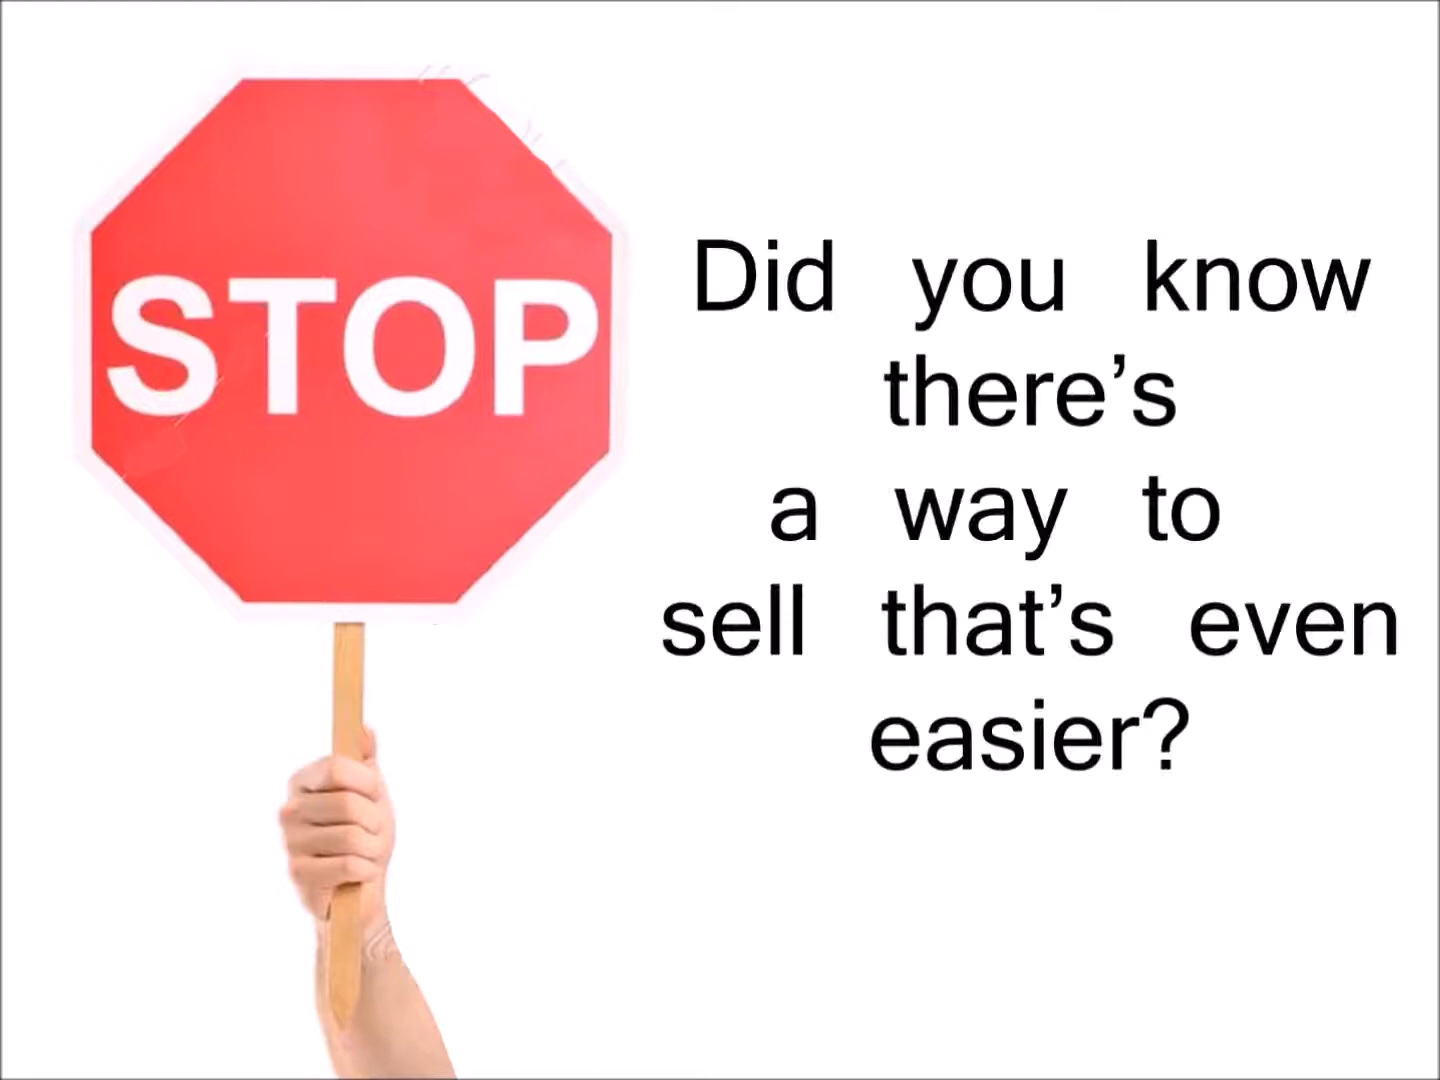 STOP
Did you know
there’s
a way to
sell that’s even
easier?